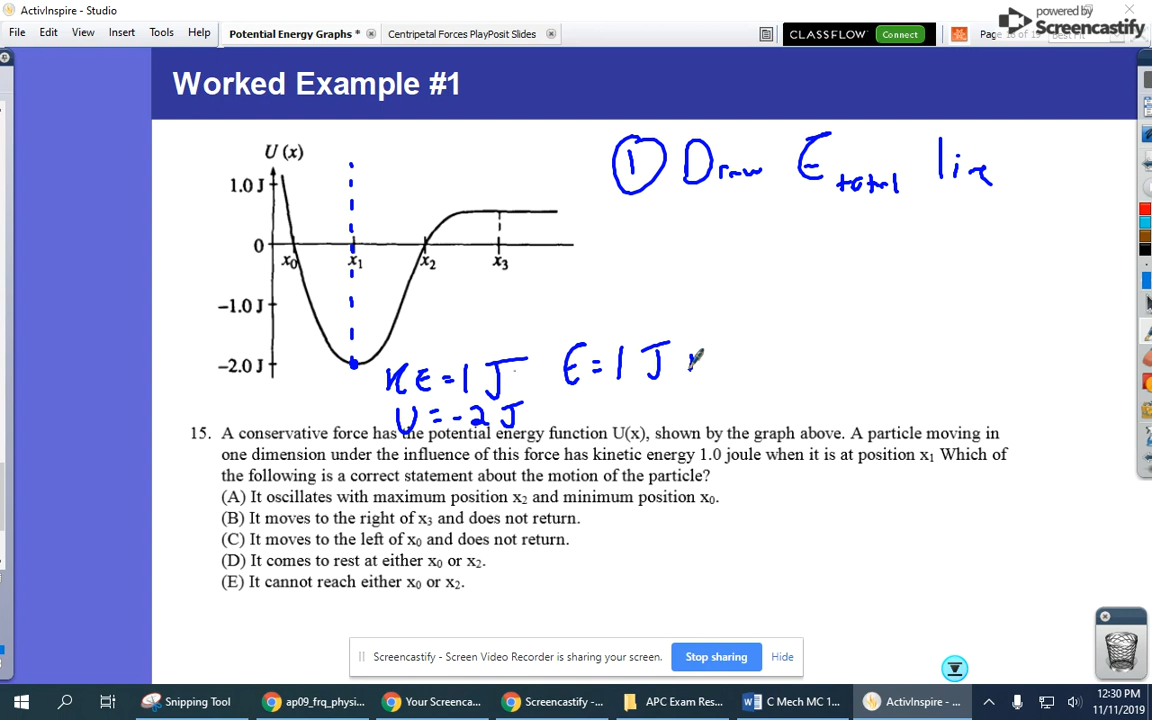 ActivInspire - Studio
powered by
Screencastify
File Edit View Insert Tools Help
Potential Energy Graphs *
Centripetal Forces PlayPosit Slides
CLASSFLOW Connect
Worked Example #1
① Draw E total line
U (x)
1.0 J
0
x0 x1 x2 x3
−1.0 J
−2.0 J
KE = 1 J E = 1 J
U = -2 J
15. A conservative force has the potential energy function U(x), shown by the graph above. A particle moving in
one dimension under the influence of this force has kinetic energy 1.0 joule when it is at position x1 Which of
the following is a correct statement about the motion of the particle?
(A) It oscillates with maximum position x2 and minimum position x0.
(B) It moves to the right of x3 and does not return.
(C) It moves to the left of x0 and does not return.
(D) It comes to rest at either x0 or x2.
(E) It cannot reach either x0 or x2.
Screencastify - Screen Video Recorder is sharing your screen. Stop sharing Hide
Snipping Tool
ap09_frq_physi...
Your Screenca...
Screencastify -...
APC Exam Res...
C Mech MC 1...
ActivInspire - ...
12:30 PM
11/11/2019